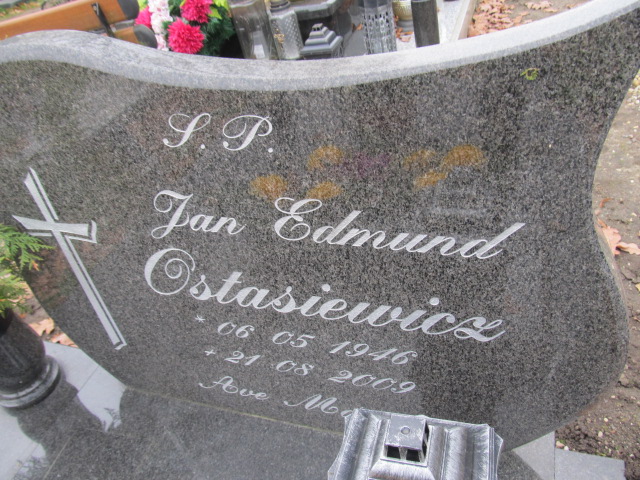 S. P.
Jan Edmund
Ostasiewicz
* 06 05 1946
+ 21 08 2009
Ave